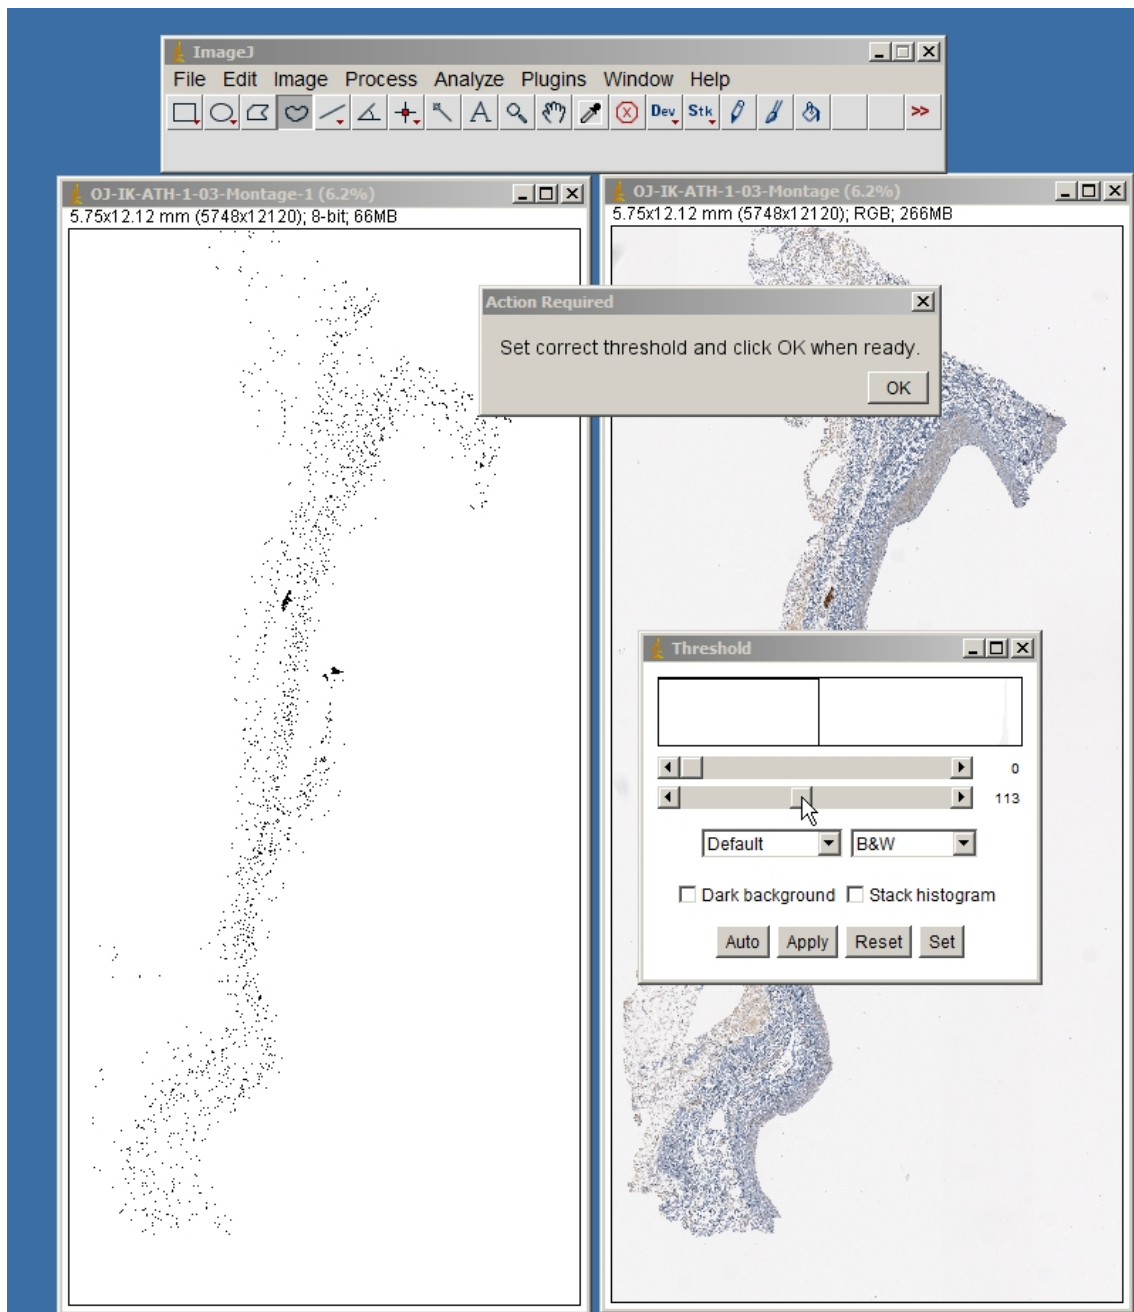 ImageJ
File Edit Image Process Analyze Plugins Window Help
A Dev Stk >>
OJ-IK-ATH-1-03-Montage-1 (6.2%)
5.75x12.12 mm (5748x12120); 8-bit; 66MB
OJ-IK-ATH-1-03-Montage (6.2%)
5.75x12.12 mm (5748x12120); RGB; 266MB
Action Required
Set correct threshold and click OK when ready.
OK
Threshold
0
113
Default B&W
Dark background Stack histogram
Auto Apply Reset Set